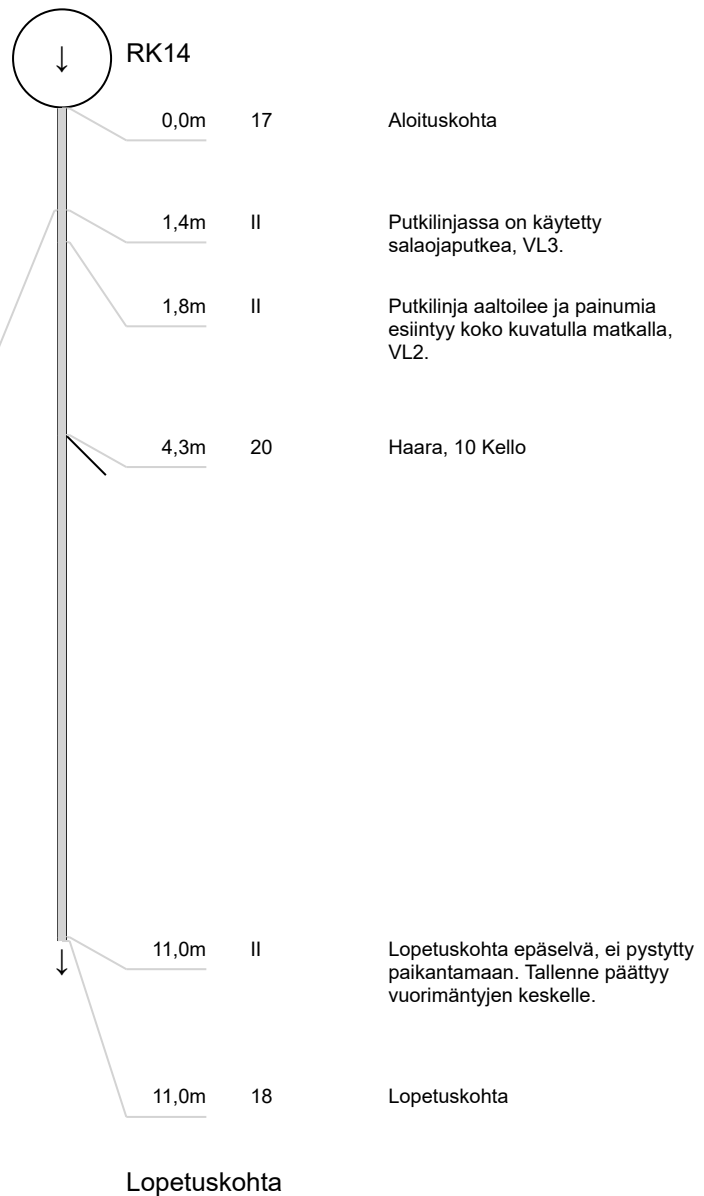 ↓ RK14
0,0m 17 Aloituskohta
1,4m II Putkilinjassa on käytetty
salaojaputkea, VL3.
1,8m II Putkilinja aaltoilee ja painumia
esiintyy koko kuvatulla matkalla,
VL2.
4,3m 20 Haara, 10 Kello
11,0m II Lopetuskohta epäselvä, ei pystytty
↓
paikantamaan. Tallenne päättyy
vuorimäntyjen keskelle.
11,0m 18 Lopetuskohta
Lopetuskohta